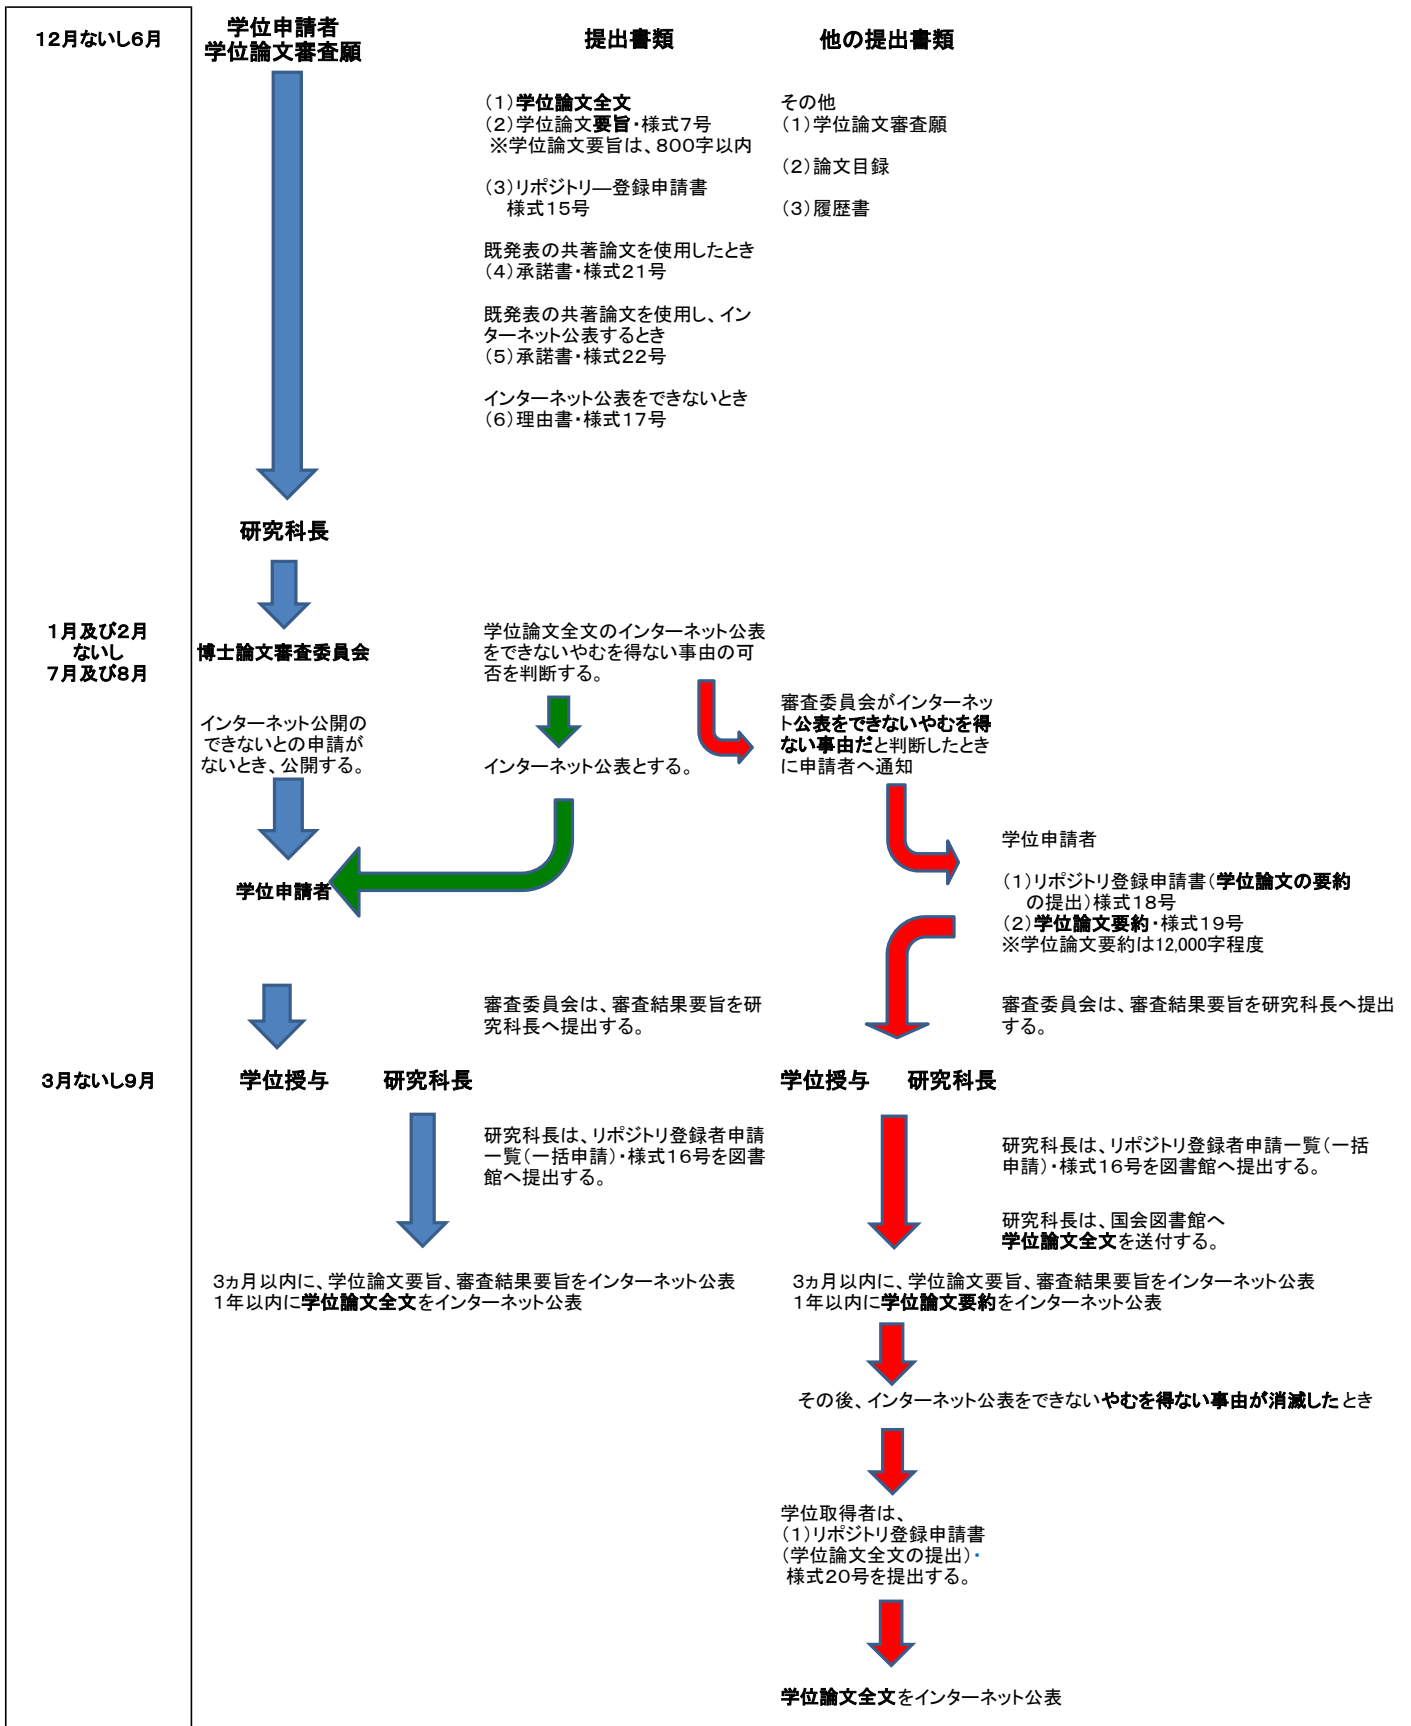 12月ないし6月
学位申請者
学位論文審査願
提出書類
他の提出書類
（1）学位論文全文
（2）学位論文要旨・様式7号
※学位論文要旨は、800字以内
（3）リポジトリ―登録申請書
様式15号
既発表の共著論文を使用したとき
（4）承諾書・様式21号
既発表の共著論文を使用し、イン
ターネット公表するとき
（5）承諾書・様式22号
インターネット公表をできないとき
（6）理由書・様式17号
その他
（1）学位論文審査願
（2）論文目録
（3）履歴書
研究科長
1月及び2月
ないし
7月及び8月
博士論文審査委員会
学位論文全文のインターネット公表
をできないやむを得ない事由の可
否を判断する。
審査委員会がインターネッ
ト公表をできないやむを得
ない事由だと判断したとき
に申請者へ通知
インターネット公開の
できないとの申請が
ないとき、公開する。
インターネット公表とする。
学位申請者
学位申請者
（1）リポジトリ登録申請書（学位論文の要約
の提出）様式18号
（2）学位論文要約・様式19号
※学位論文要約は12,000字程度
審査委員会は、審査結果要旨を研
究科長へ提出する。
審査委員会は、審査結果要旨を研究科長へ提出
する。
3月ないし9月
学位授与
研究科長
学位授与
研究科長
研究科長は、リポジトリ登録者申請
一覧（一括申請）・様式16号を図書
館へ提出する。
研究科長は、リポジトリ登録者申請一覧（一括
申請）・様式16号を図書館へ提出する。
研究科長は、国会図書館へ
学位論文全文を送付する。
3ヵ月以内に、学位論文要旨、審査結果要旨をインターネット公表
1年以内に学位論文全文をインターネット公表
3ヵ月以内に、学位論文要旨、審査結果要旨をインターネット公表
1年以内に学位論文要約をインターネット公表
その後、インターネット公表をできないやむを得ない事由が消滅したとき
学位取得者は、
（1）リポジトリ登録申請書
（学位論文全文の提出）・
様式20号を提出する。
学位論文全文をインターネット公表